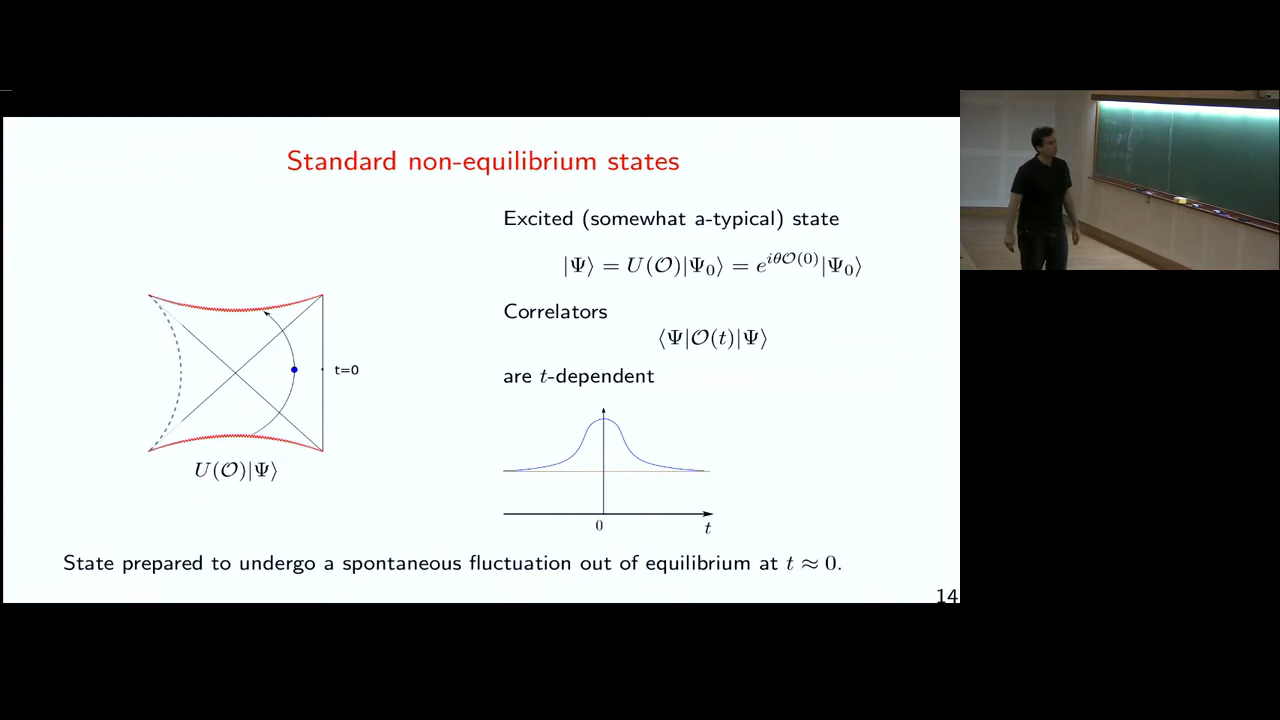 Standard non-equilibrium states
Excited (somewhat a-typical) state
|Ψ⟩ = U(𝒪)|Ψ₀⟩ = e^{iθ𝒪(0)}|Ψ₀⟩
Correlators
⟨Ψ|𝒪(t)|Ψ⟩
are t-dependent
t=0
U(𝒪)|Ψ⟩
0
t
State prepared to undergo a spontaneous fluctuation out of equilibrium at t ≈ 0.
14